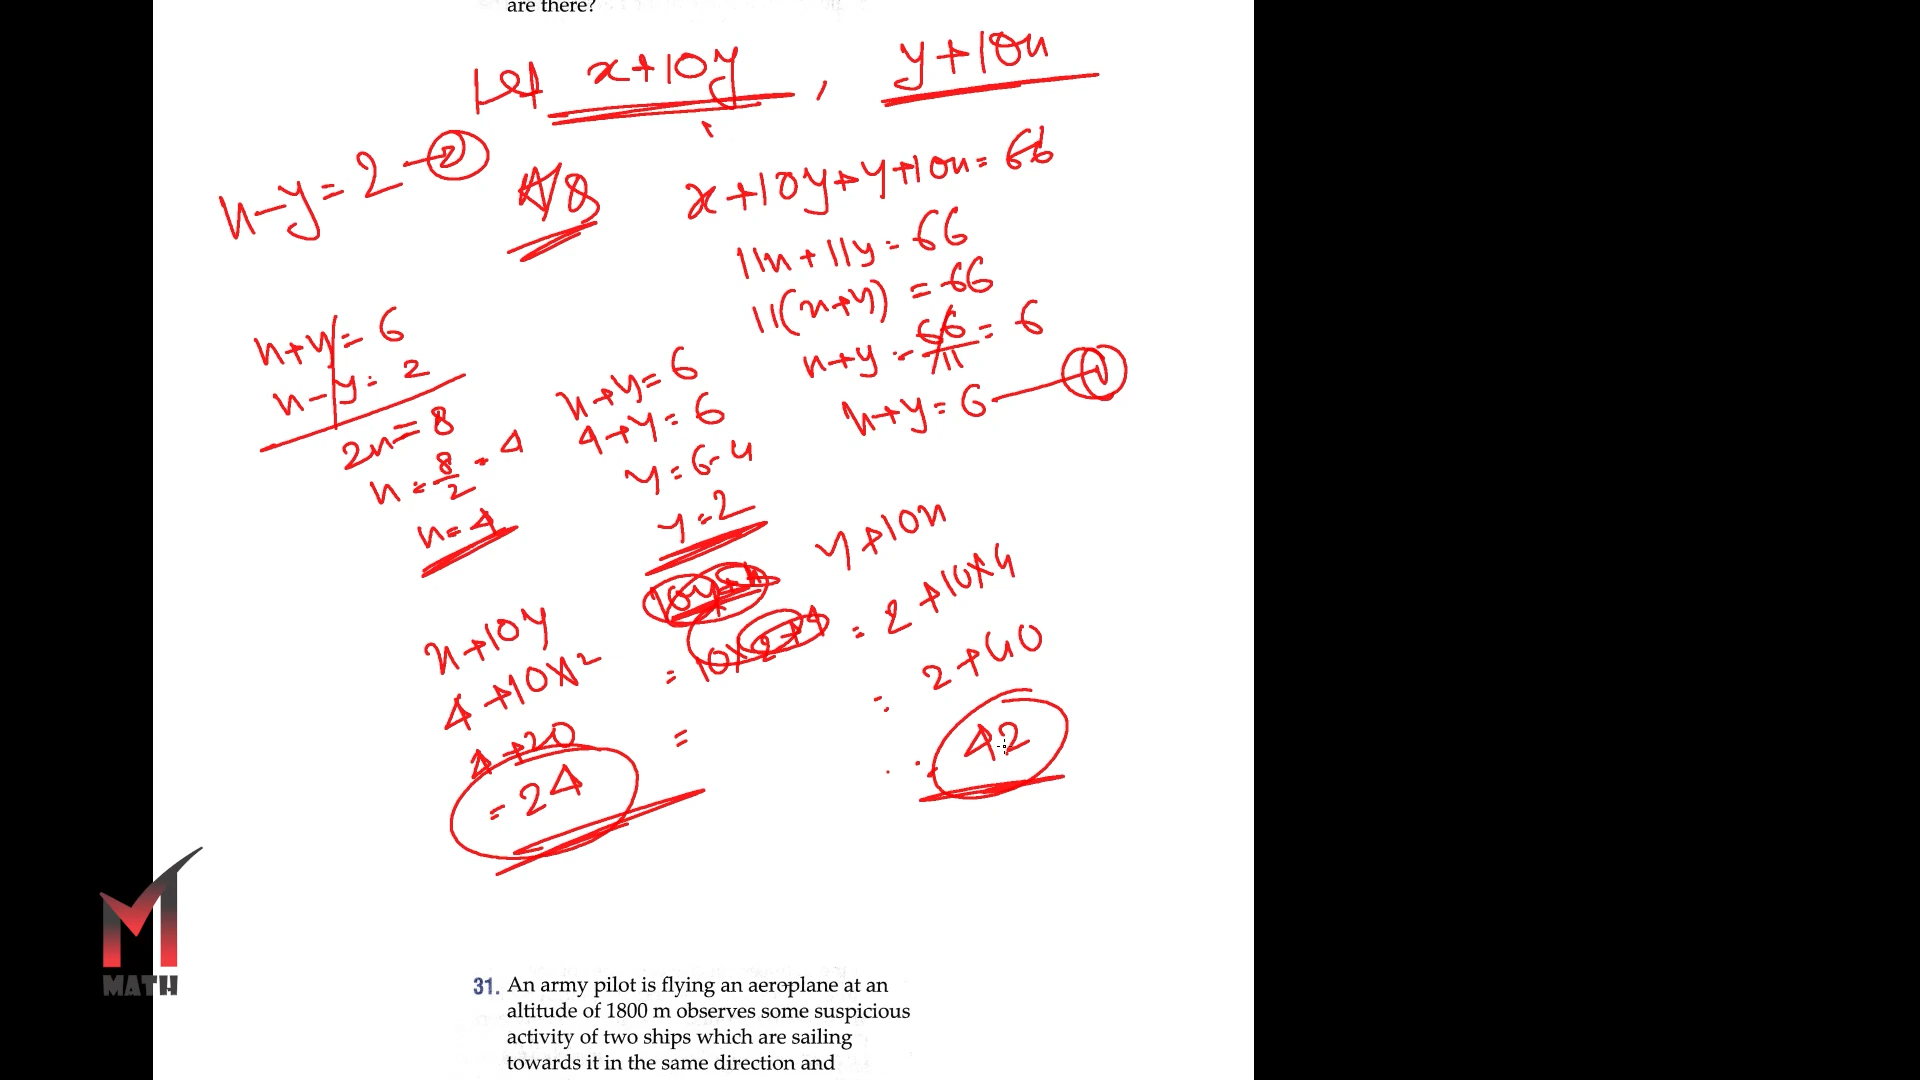 are there?
Let x+10y , y+10x
x-y=2 — 2
x+10y+y+10x=66
11x+11y=66
11(x+y) = 66
x+y = 66/11 = 6
x+y=6 — 1
x+y=6
x-y=2
2x=8
x=8/2=4
x=4
x+y=6
4+y=6
y=6-4
y=2
x+10y
4+10×2
4+20
=24
= 10×2+4
=
y+10x
= 2+10×4
= 2+40
= 42
M
MATH
31. An army pilot is flying an aeroplane at an
altitude of 1800 m observes some suspicious
activity of two ships which are sailing
towards it in the same direction and